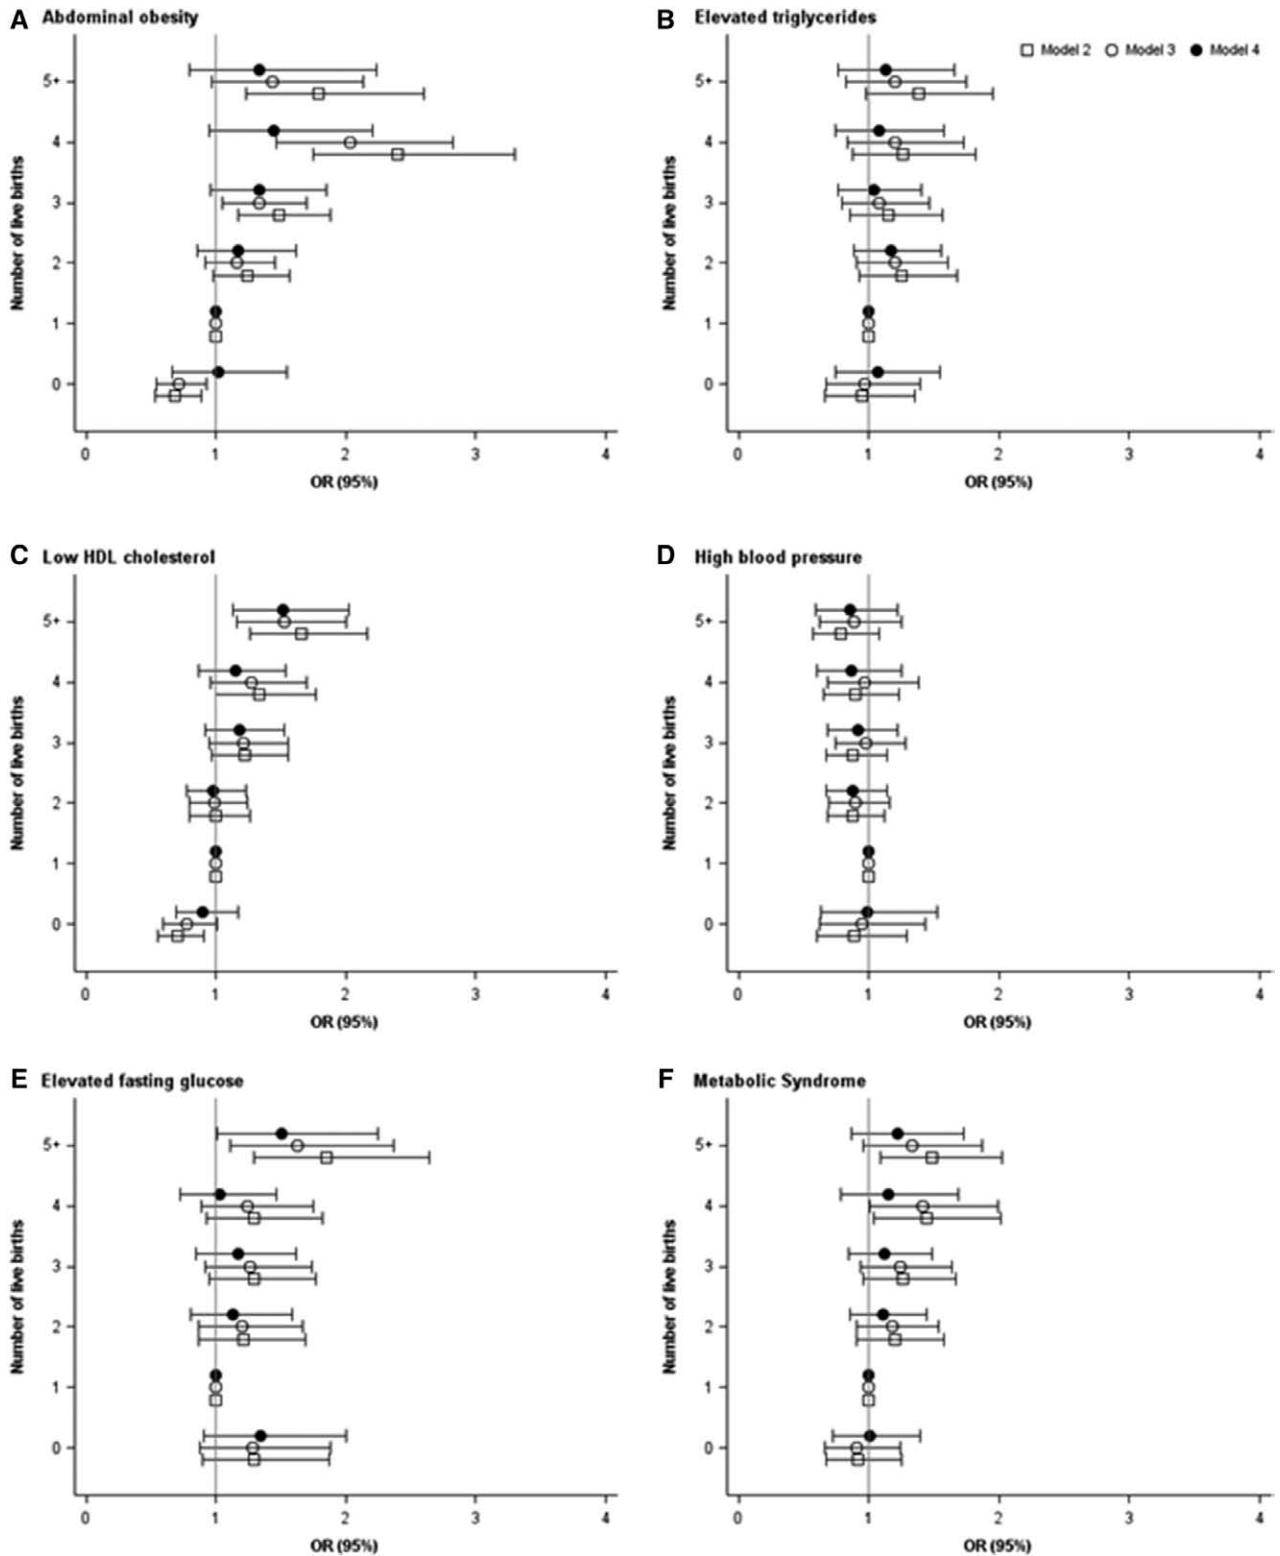 A Abdominal obesity
Number of live births
5+
4
3
2
1
0
0 1 2 3 4
OR (95%)
B Elevated triglycerides
Model 2 Model 3 Model 4
Number of live births
5+
4
3
2
1
0
0 1 2 3 4
OR (95%)
C Low HDL cholesterol
Number of live births
5+
4
3
2
1
0
0 1 2 3 4
OR (95%)
D High blood pressure
Number of live births
5+
4
3
2
1
0
0 1 2 3 4
OR (95%)
E Elevated fasting glucose
Number of live births
5+
4
3
2
1
0
0 1 2 3 4
OR (95%)
F Metabolic Syndrome
Number of live births
5+
4
3
2
1
0
0 1 2 3 4
OR (95%)